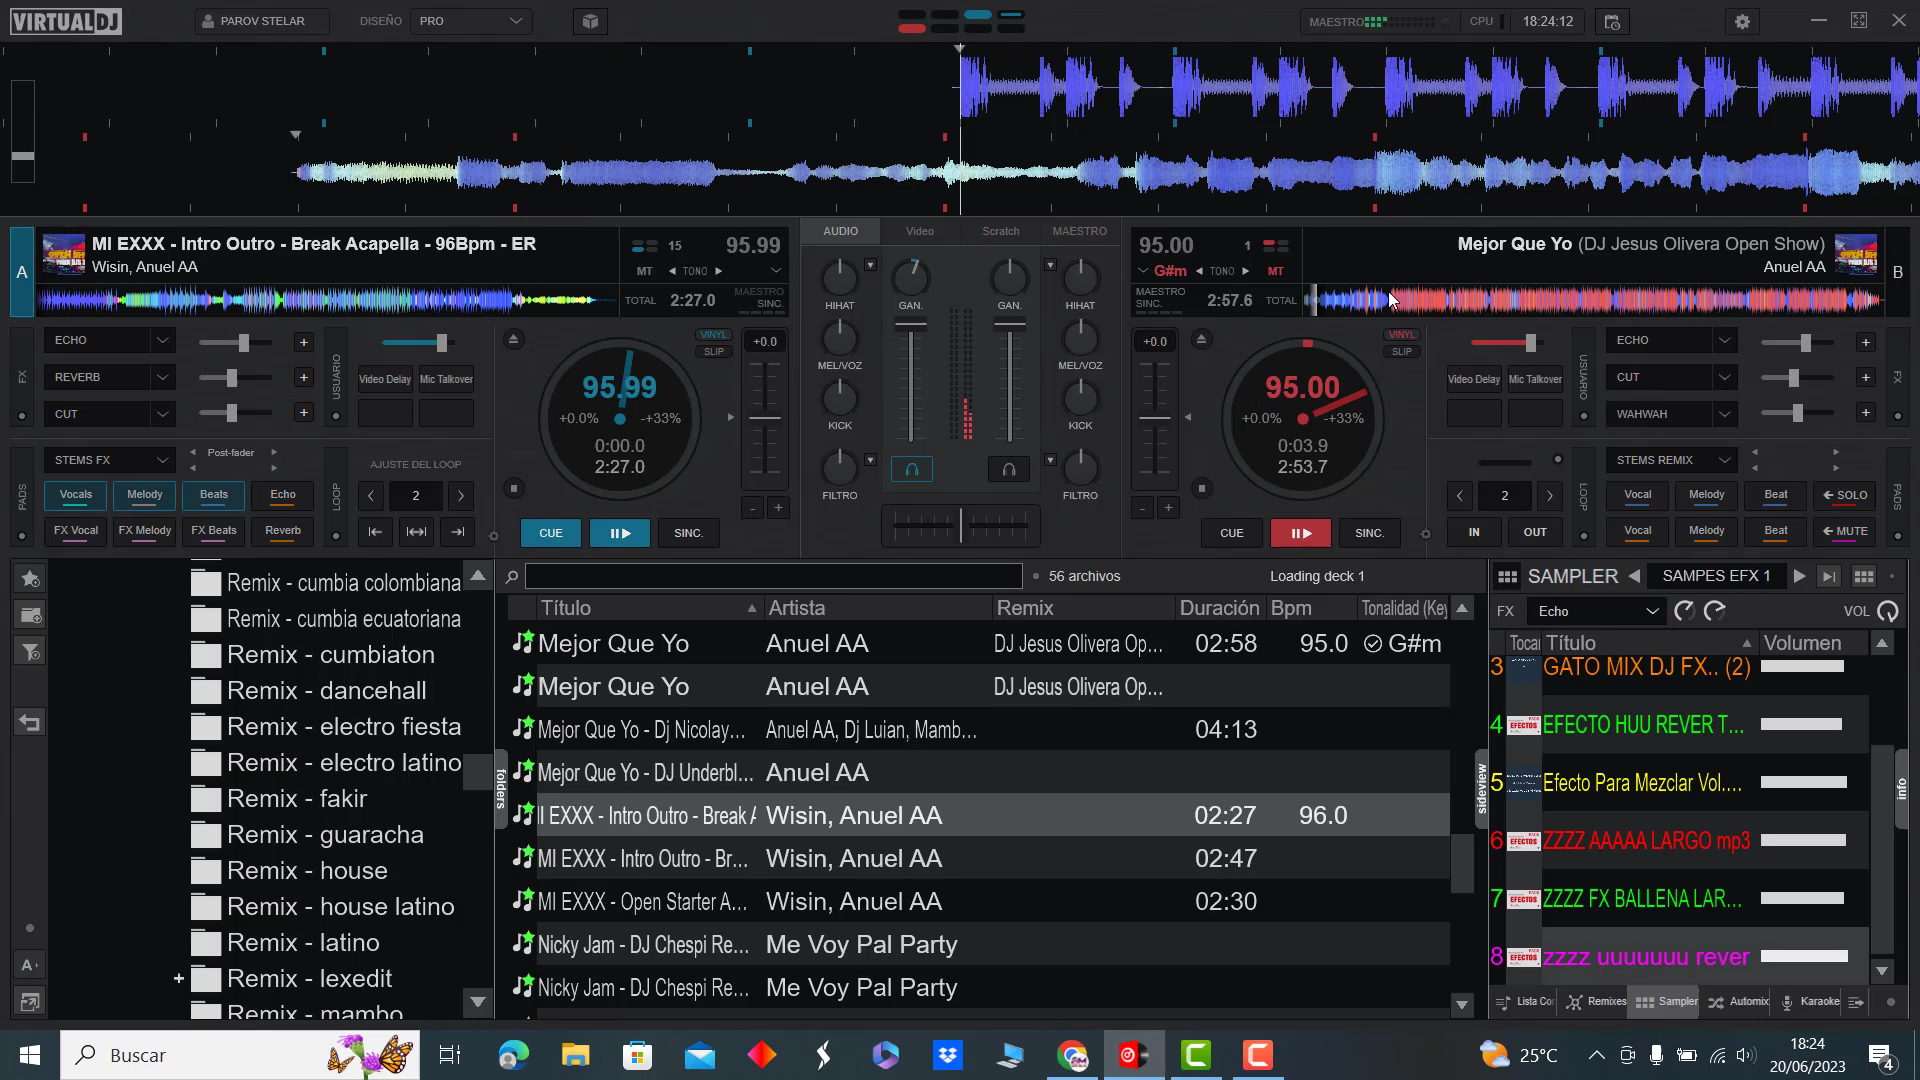 VIRTUALDJ
PAROV STELAR
DISEÑO
PRO
MAESTRO
CPU
18:24:12
A
MI EXXX - Intro Outro - Break Acapella - 96Bpm - ER
Wisin, Anuel AA
15
95.99
MT
TONO
TOTAL
2:27.0
MAESTRO
SINC.
AUDIO
Video
Scratch
MAESTRO
95.00
1
G#m
TONO
MT
MAESTRO
SINC.
2:57.6
TOTAL
Mejor Que Yo (DJ Jesus Olivera Open Show)
Anuel AA
B
FX
ECHO
REVERB
CUT
USUARIO
Video Delay
Mic Talkover
VINYL
SLIP
95.99
+0.0%
-+33%
0:00.0
2:27.0
+0.0
HIHAT
GAN.
GAN.
HIHAT
MEL/VOZ
MEL/VOZ
KICK
KICK
FILTRO
FILTRO
+0.0
VINYL
SLIP
95.00
+0.0%
-+33%
0:03.9
2:53.7
Video Delay
Mic Talkover
USUARIO
ECHO
CUT
WAHWAH
FX
PADS
STEMS FX
Post-fader
Vocals
Melody
Beats
Echo
FX Vocal
FX Melody
FX Beats
Reverb
LOOP
AJUSTE DEL LOOP
2
CUE
SINC.
- +
- +
CUE
SINC.
2
IN
OUT
LOOP
STEMS REMIX
Vocal
Melody
Beat
SOLO
Vocal
Melody
Beat
MUTE
PADS
Remix - cumbia colombiana
Remix - cumbia ecuatoriana
Remix - cumbiaton
Remix - dancehall
Remix - electro fiesta
Remix - electro latino
Remix - fakir
Remix - guaracha
Remix - house
Remix - house latino
Remix - latino
+ Remix - lexedit
Remix - mambo
folders
56 archivos
Loading deck 1
Título
Artista
Remix
Duración
Bpm
Tonalidad (Key
Mejor Que Yo Anuel AA DJ Jesus Olivera Op... 02:58 95.0 G#m
Mejor Que Yo Anuel AA DJ Jesus Olivera Op...
Mejor Que Yo - Dj Nicolay... Anuel AA, Dj Luian, Mamb... 04:13
Mejor Que Yo - DJ Underbl... Anuel AA
II EXXX - Intro Outro - Break A Wisin, Anuel AA 02:27 96.0
MI EXXX - Intro Outro - Br... Wisin, Anuel AA 02:47
MI EXXX - Open Starter A... Wisin, Anuel AA 02:30
Nicky Jam - DJ Chespi Re... Me Voy Pal Party
Nicky Jam - DJ Chespi Re... Me Voy Pal Party
sideview
SAMPLER
SAMPES EFX 1
FX
Echo
VOL
Tocar
Título
Volumen
3 GATO MIX DJ FX.. (2)
4 EFECTO HUU REVER T...
5 Efecto Para Mezclar Vol....
6 ZZZZ AAAAA LARGO mp3
7 ZZZZ FX BALLENA LAR...
8 zzzz uuuuuuu rever
info
Lista Co
Remixes
Sampler
Automix
Karaoke
Buscar
25°C
18:24
20/06/2023
4